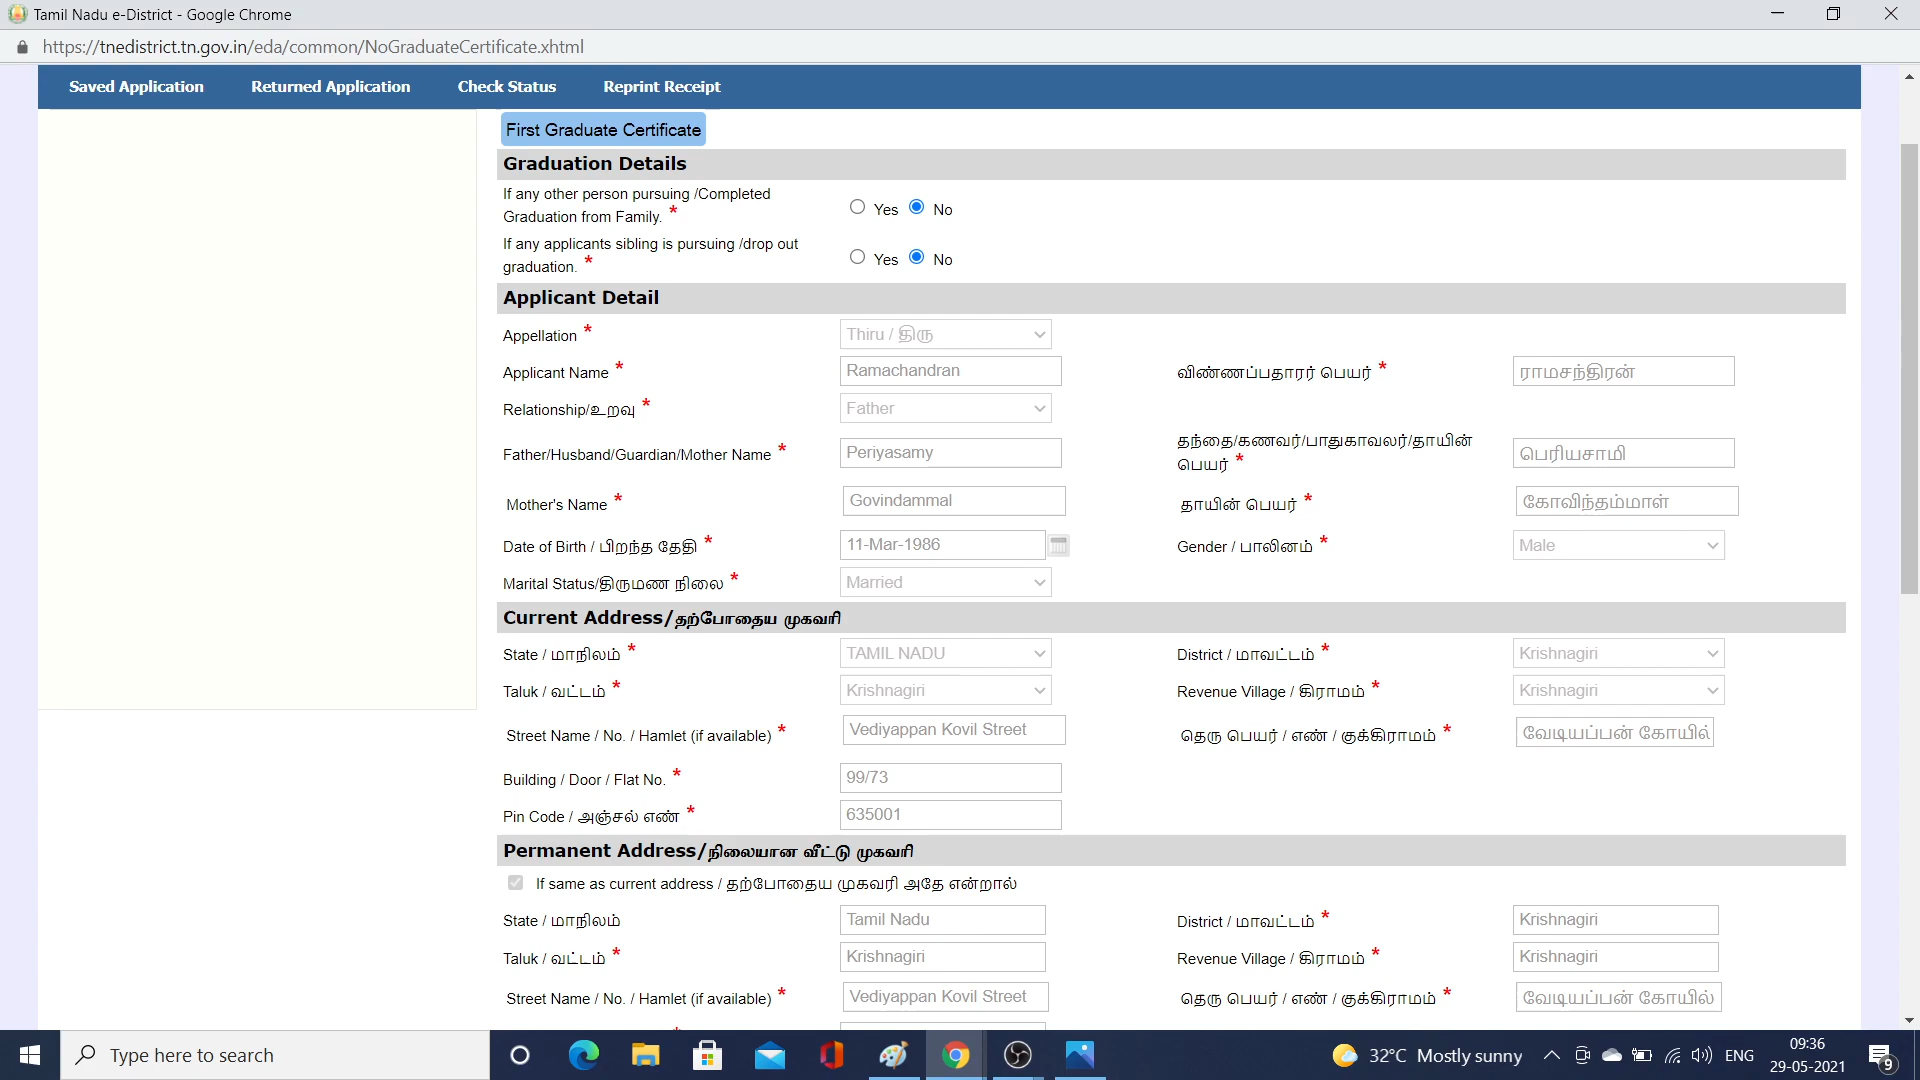 Tamil Nadu e-District - Google Chrome
https://tnedistrict.tn.gov.in/eda/common/NoGraduateCertificate.xhtml
Saved Application Returned Application Check Status Reprint Receipt
First Graduate Certificate
Graduation Details
If any other person pursuing /Completed
Graduation from Family. * Yes No
If any applicants sibling is pursuing /drop out
graduation. * Yes No
Applicant Detail
Appellation * Thiru / திரு
Applicant Name * Ramachandran விண்ணப்பதாரர் பெயர் * ராமசந்திரன்
Relationship/உறவு * Father
Father/Husband/Guardian/Mother Name * Periyasamy தந்தை/கணவர்/பாதுகாவலர்/தாயின்
பெயர் * பெரியசாமி
Mother's Name * Govindammal தாயின் பெயர் * கோவிந்தம்மாள்
Date of Birth / பிறந்த தேதி * 11-Mar-1986 Gender / பாலினம் * Male
Marital Status/திருமண நிலை * Married
Current Address/தற்போதைய முகவரி
State / மாநிலம் * TAMIL NADU District / மாவட்டம் * Krishnagiri
Taluk / வட்டம் * Krishnagiri Revenue Village / கிராமம் * Krishnagiri
Street Name / No. / Hamlet (if available) * Vediyappan Kovil Street தெரு பெயர் / எண் / குக்கிராமம் * வேடியப்பன் கோயில்
Building / Door / Flat No. * 99/73
Pin Code / அஞ்சல் எண் * 635001
Permanent Address/நிலையான வீட்டு முகவரி
If same as current address / தற்போதைய முகவரி அதே என்றால்
State / மாநிலம் Tamil Nadu District / மாவட்டம் * Krishnagiri
Taluk / வட்டம் * Krishnagiri Revenue Village / கிராமம் * Krishnagiri
Street Name / No. / Hamlet (if available) * Vediyappan Kovil Street தெரு பெயர் / எண் / குக்கிராமம் * வேடியப்பன் கோயில்
Type here to search 32°C Mostly sunny ENG 09:36
29-05-2021 9